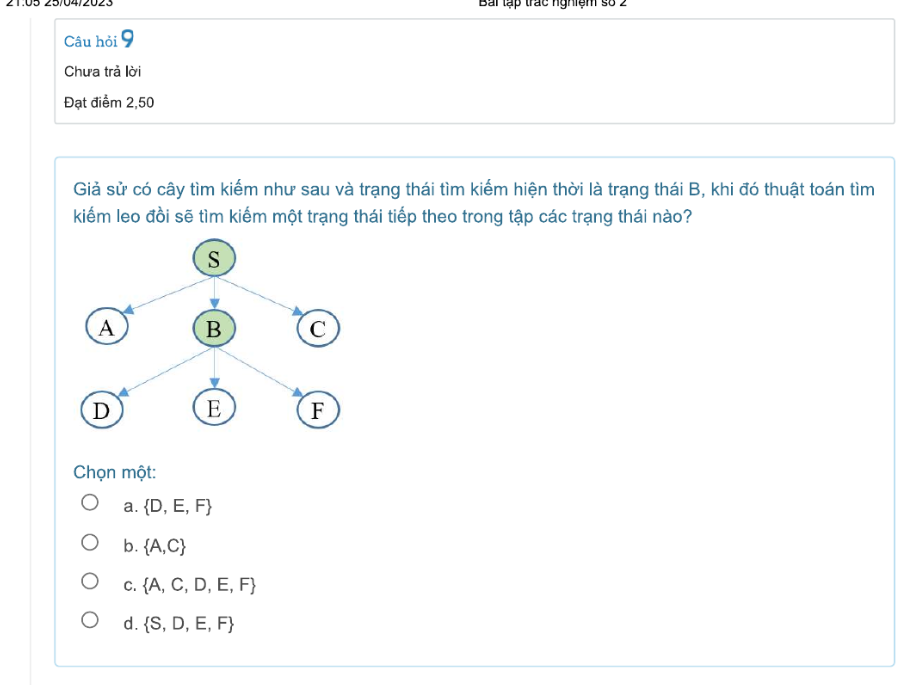 21:05 25/04/2023 Bài tập trắc nghiệm số 2
Câu hỏi 9
Chưa trả lời
Đạt điểm 2,50
Giả sử có cây tìm kiếm như sau và trạng thái tìm kiếm hiện thời là trạng thái B, khi đó thuật toán tìm
kiếm leo đồi sẽ tìm kiếm một trạng thái tiếp theo trong tập các trạng thái nào?
S
A B C
D E F
Chọn một:
a. {D, E, F}
b. {A,C}
c. {A, C, D, E, F}
d. {S, D, E, F}